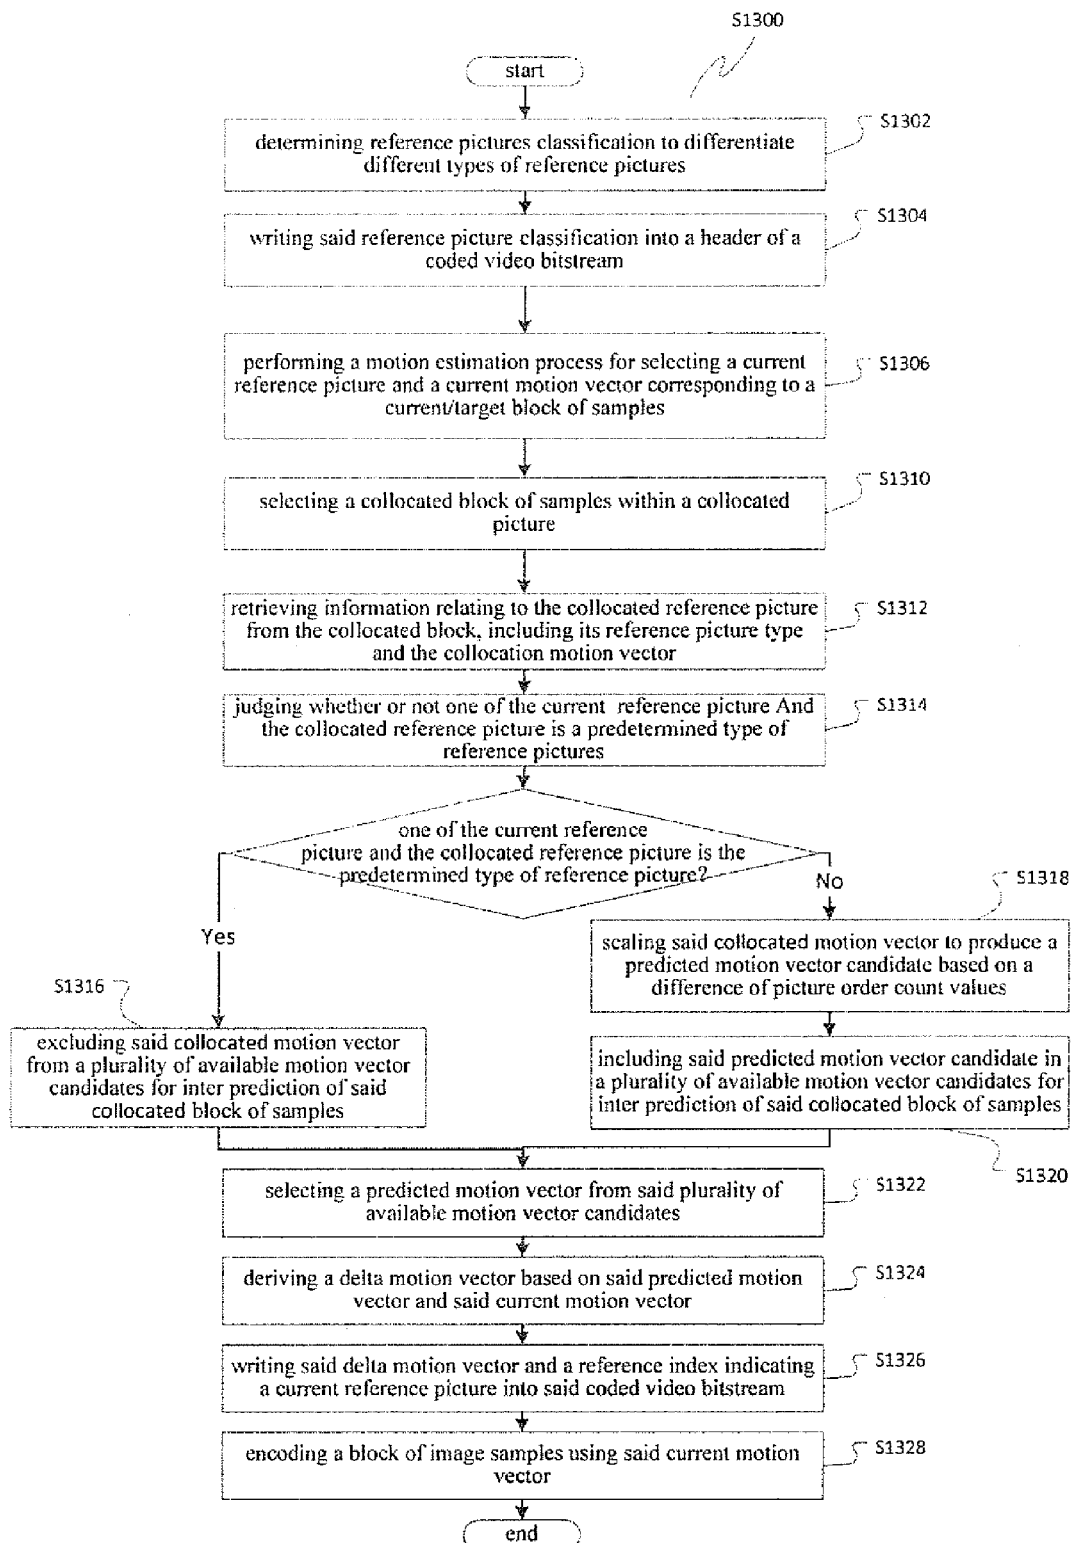 S1300
start
determining reference pictures classification to differentiate
different types of reference pictures
S1302
writing said reference picture classification into a header of a
coded video bitstream
S1304
performing a motion estimation process for selecting a current
reference picture and a current motion vector corresponding to a
current/target block of samples
S1306
selecting a collocated block of samples within a collocated
picture
S1310
retrieving information relating to the collocated reference picture
from the collocated block, including its reference picture type
and the collocation motion vector
S1312
judging whether or not one of the current reference picture And
the collocated reference picture is a predetermined type of
reference pictures
S1314
one of the current reference
picture and the collocated reference picture is the
predetermined type of reference picture?
Yes
No
S1316
excluding said collocated motion vector
from a plurality of available motion vector
candidates for inter prediction of said
collocated block of samples
S1318
scaling said collocated motion vector to produce a
predicted motion vector candidate based on a
difference of picture order count values
including said predicted motion vector candidate in
a plurality of available motion vector candidates for
inter prediction of said collocated block of samples
S1320
selecting a predicted motion vector from said plurality of
available motion vector candidates
S1322
deriving a delta motion vector based on said predicted motion
vector and said current motion vector
S1324
writing said delta motion vector and a reference index indicating
a current reference picture into said coded video bitstream
S1326
encoding a block of image samples using said current motion
vector
S1328
end